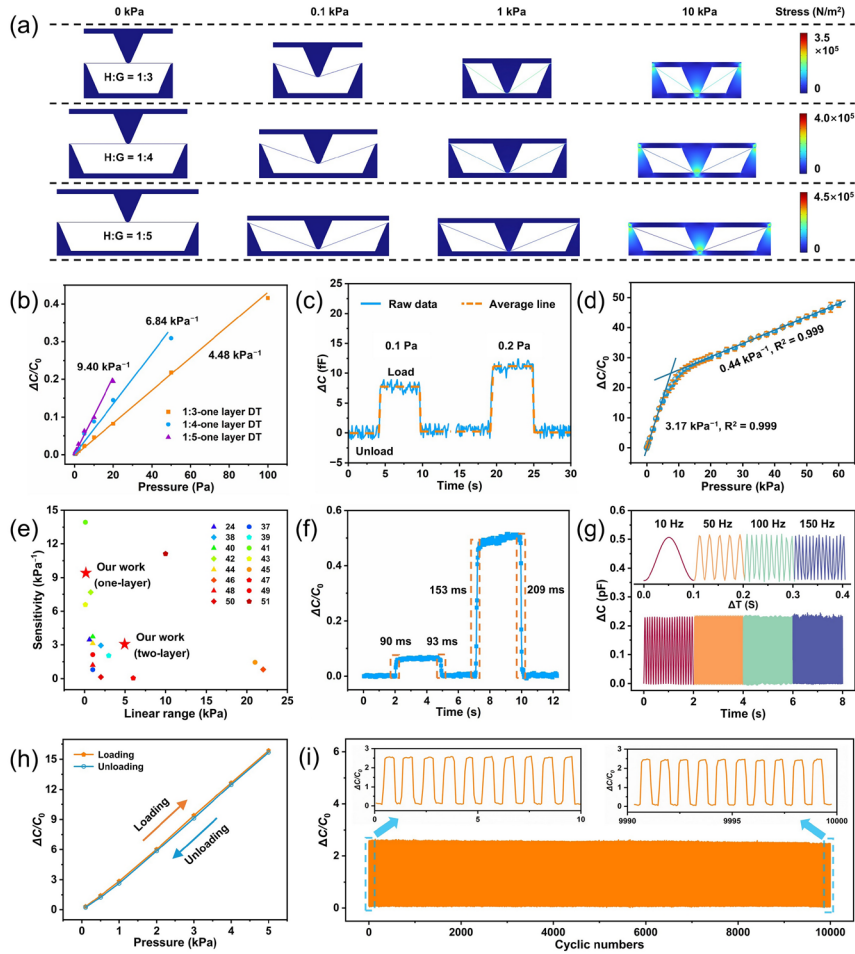 (a)
0 kPa 0.1 kPa 1 kPa 10 kPa Stress (N/m²)
H:G = 1:3
3.5
×10⁵
0
H:G = 1:4
4.0×10⁵
0
H:G = 1:5
4.5×10⁵
0
(b)
ΔC/C₀
0.4
0.3
0.2
0.1
0.0
6.84 kPa⁻¹
9.40 kPa⁻¹
4.48 kPa⁻¹
1:3-one layer DT
1:4-one layer DT
1:5-one layer DT
0 20 40 60 80 100
Pressure (Pa)
(c)
ΔC (fF)
25
20
15
10
5
0
−5
Raw data Average line
0.1 Pa 0.2 Pa
Load
Unload
0 5 10 15 20 25 30
Time (s)
(d)
ΔC/C₀
50
40
30
20
10
0
0.44 kPa⁻¹, R² = 0.999
3.17 kPa⁻¹, R² = 0.999
0 10 20 30 40 50 60
Pressure (kPa)
(e)
Sensitivity (kPa⁻¹)
15
12
9
6
3
0
Our work
(one-layer)
Our work
(two-layer)
24 37
38 39
40 41
42 43
44 45
46 47
48 49
50 51
0 5 10 15 20 25
Linear range (kPa)
(f)
ΔC/C₀
0.6
0.4
0.2
0.0
153 ms 209 ms
90 ms 93 ms
0 2 4 6 8 10 12
Time (s)
(g)
ΔC (pF)
0.6
0.5
0.4
0.3
0.2
0.1
0.0
10 Hz 50 Hz 100 Hz 150 Hz
0.0 0.1 0.2 0.3 0.4
ΔT (S)
0 2 4 6 8
Time (s)
(h)
ΔC/C₀
15
12
9
6
3
0
Loading
Unloading
Loading
Unloading
0 1 2 3 4 5
Pressure (kPa)
(i)
ΔC/C₀
6
4
2
0
ΔC/C₀
3
2
1
0
0 5 10
ΔC/C₀
3
2
1
0
9990 9995 10000
0 2000 4000 6000 8000 10000
Cyclic numbers